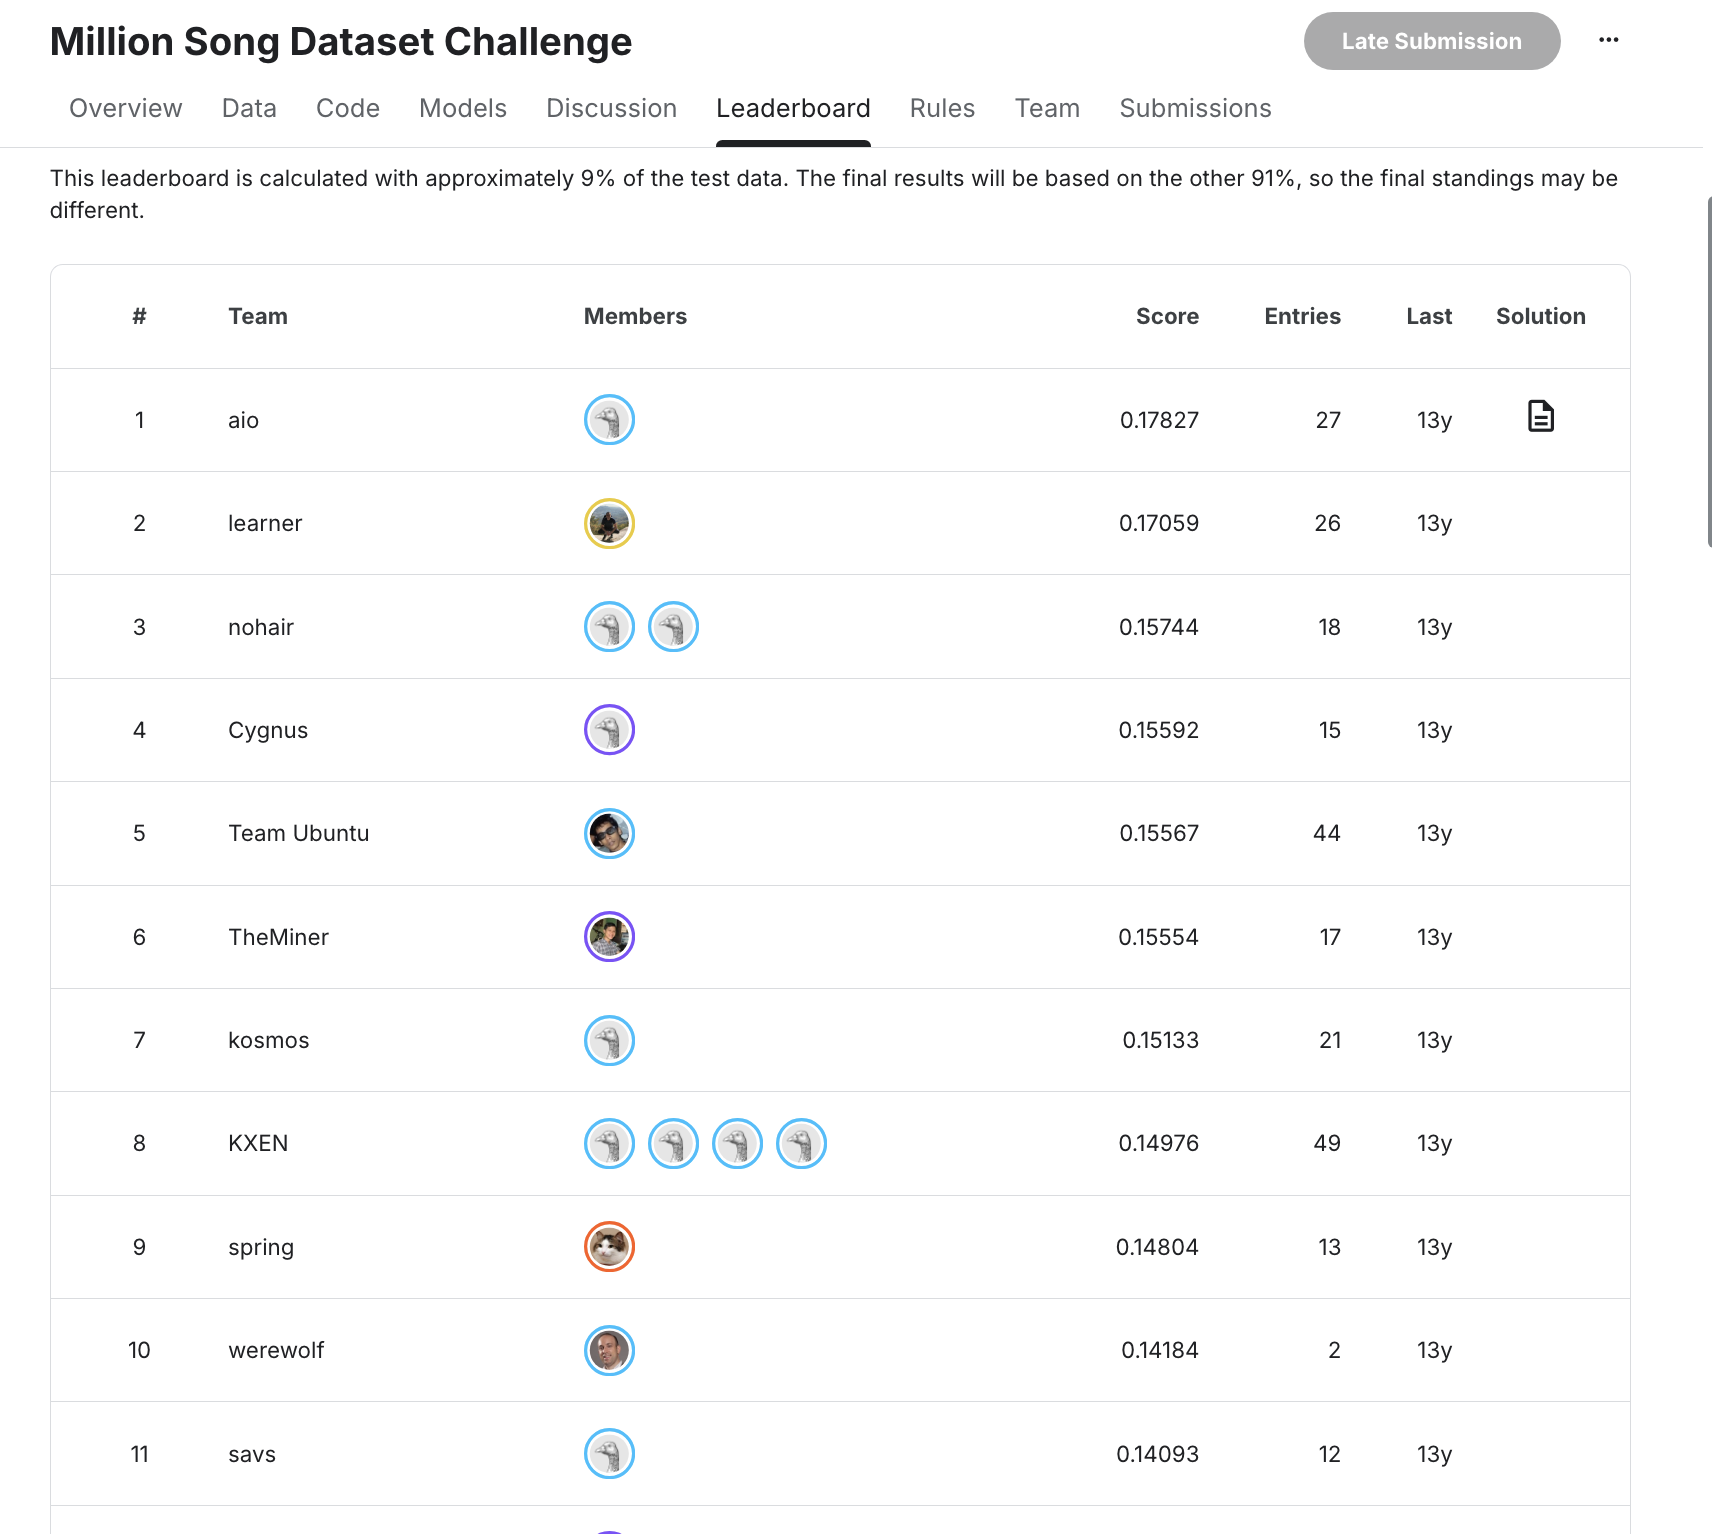 Million Song Dataset Challenge
Late Submission
...
Overview Data Code Models Discussion Leaderboard Rules Team Submissions
This leaderboard is calculated with approximately 9% of the test data. The final results will be based on the other 91%, so the final standings may be
different.
# Team Members Score Entries Last Solution
1 aio 0.17827 27 13y
2 learner 0.17059 26 13y
3 nohair 0.15744 18 13y
4 Cygnus 0.15592 15 13y
5 Team Ubuntu 0.15567 44 13y
6 TheMiner 0.15554 17 13y
7 kosmos 0.15133 21 13y
8 KXEN 0.14976 49 13y
9 spring 0.14804 13 13y
10 werewolf 0.14184 2 13y
11 savs 0.14093 12 13y